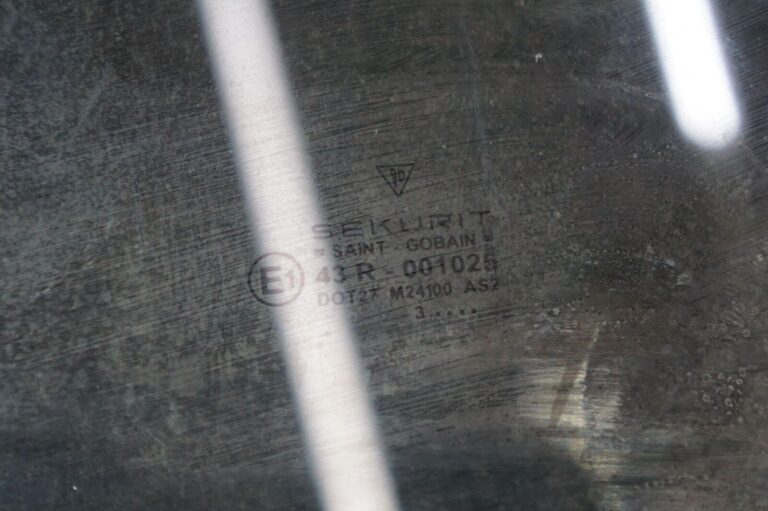 SEKURIT
" SAINT - GOBAIN "
E1 43 R - 001025
DOT27 M24100 AS2
3 ....